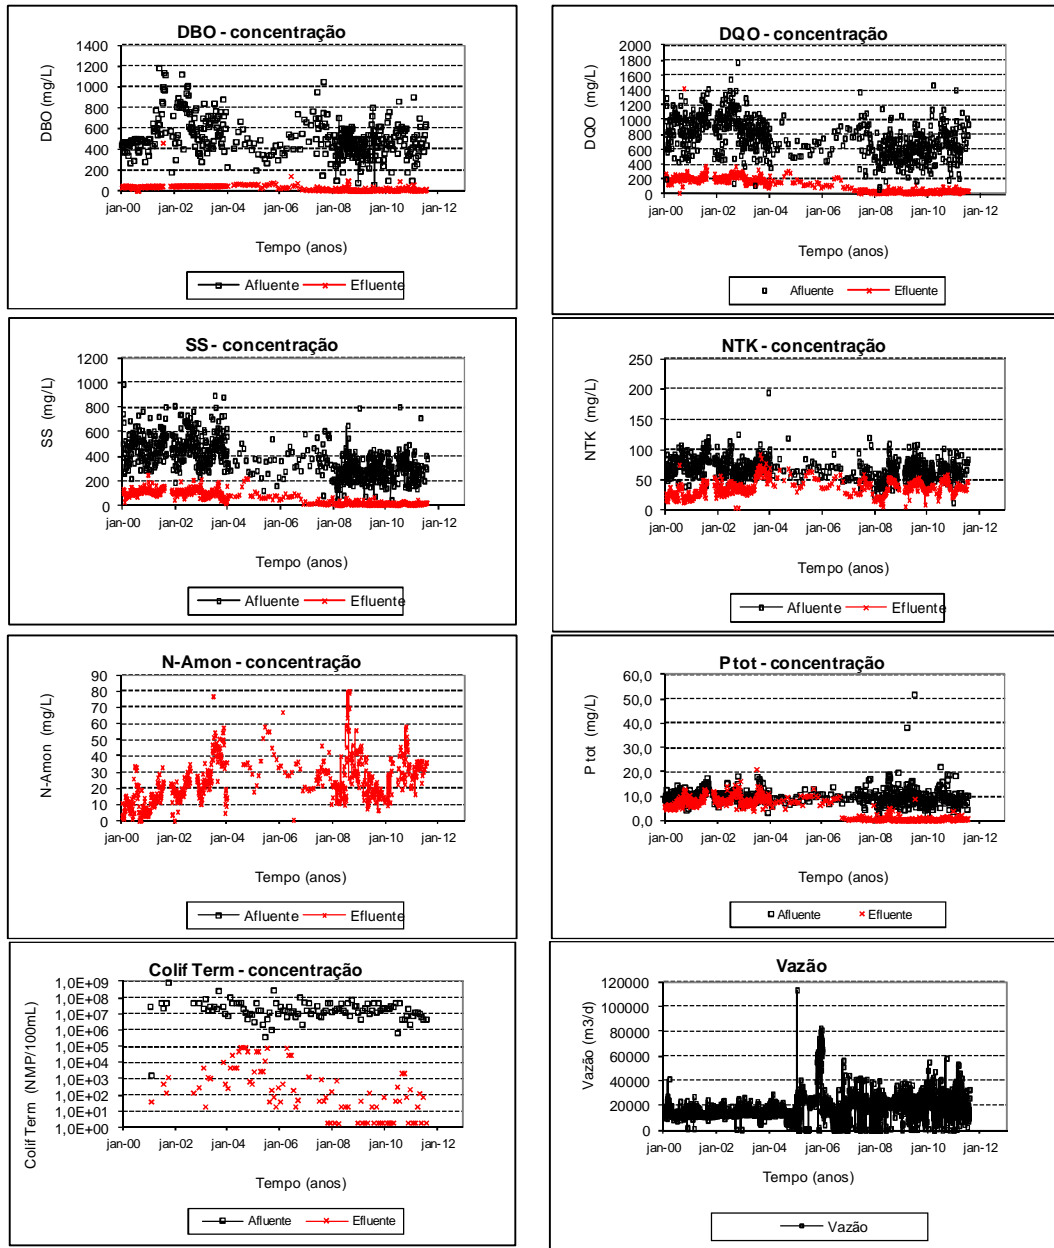 DBO - concentração
1400
1200
1000
800
600
400
200
0
DBO (mg/L)
jan-00 jan-02 jan-04 jan-06 jan-08 jan-10 jan-12
Tempo (anos)
Afluente Efluente
DQO - concentração
2000
1800
1600
1400
1200
1000
800
600
400
200
0
DQO (mg/L)
jan-00 jan-02 jan-04 jan-06 jan-08 jan-10 jan-12
Tempo (anos)
Afluente Efluente
SS - concentração
1200
1000
800
600
400
200
0
SS (mg/L)
jan-00 jan-02 jan-04 jan-06 jan-08 jan-10 jan-12
Tempo (anos)
Afluente Efluente
NTK - concentração
250
200
150
100
50
0
NTK (mg/L)
jan-00 jan-02 jan-04 jan-06 jan-08 jan-10 jan-12
Tempo (anos)
Afluente Efluente
N-Amon - concentração
90
80
70
60
50
40
30
20
10
0
N-Amon (mg/L)
jan-00 jan-02 jan-04 jan-06 jan-08 jan-10 jan-12
Tempo (anos)
Afluente Efluente
Ptot - concentração
60,0
50,0
40,0
30,0
20,0
10,0
0,0
Ptot (mg/L)
jan-00 jan-02 jan-04 jan-06 jan-08 jan-10 jan-12
Tempo (anos)
Afluente Efluente
Colif Term - concentração
1,0E+09
1,0E+08
1,0E+07
1,0E+06
1,0E+05
1,0E+04
1,0E+03
1,0E+02
1,0E+01
1,0E+00
Colif Term (NMP/100mL)
jan-00 jan-02 jan-04 jan-06 jan-08 jan-10 jan-12
Tempo (anos)
Afluente Efluente
Vazão
120000
100000
80000
60000
40000
20000
0
Vazão (m3/d)
jan-00 jan-02 jan-04 jan-06 jan-08 jan-10 jan-12
Tempo (anos)
Vazão